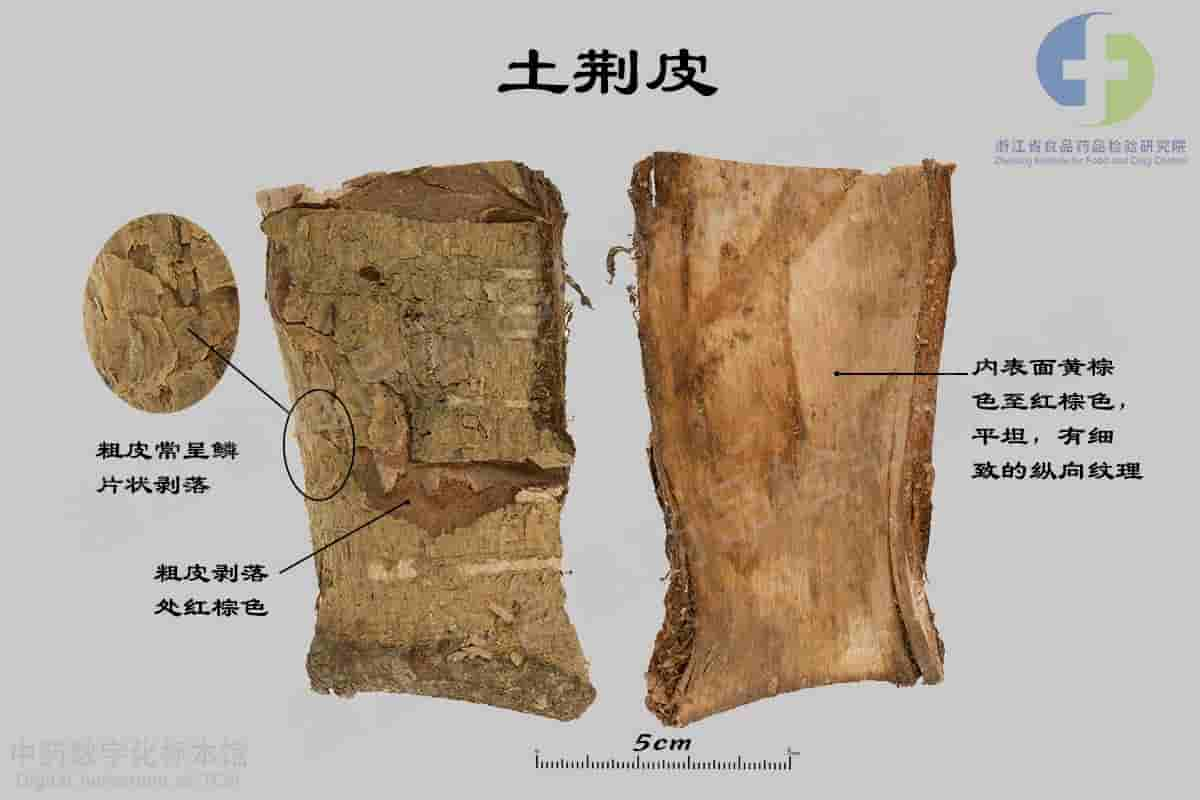 土荆皮
浙江省食品药品检验研究院
Zhejiang Institute for Food and Drug Control
内表面黄棕
色至红棕色，
平坦，有细
致的纵向纹理
粗皮常呈鳞
片状剥落
粗皮剥落
处红棕色
5cm
中药数字化标本馆
Digital herbarium of TCM